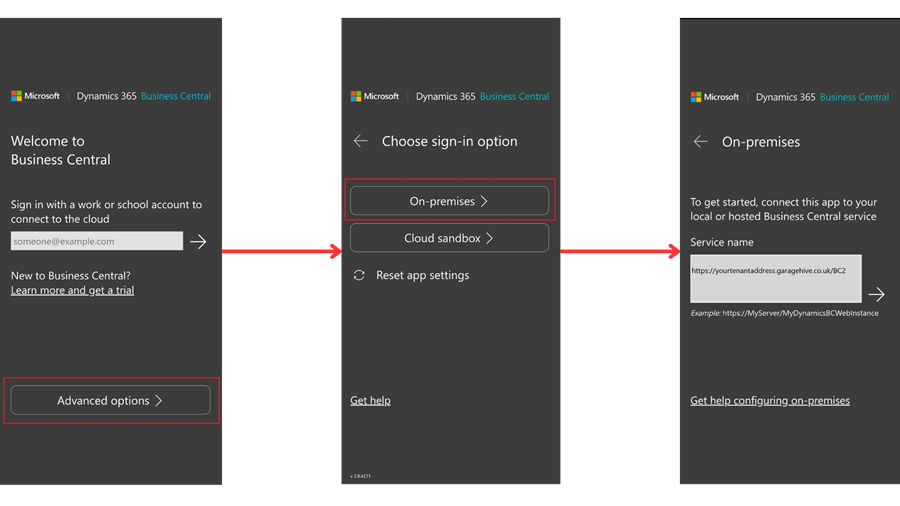 Microsoft | Dynamics 365 Business Central
Welcome to
Business Central
Sign in with a work or school account to
connect to the cloud
someone@example.com
New to Business Central?
Learn more and get a trial
Advanced options
Microsoft | Dynamics 365 Business Central
Choose sign-in option
On-premises
Cloud sandbox
Reset app settings
Get help
v 3.9.4271
Microsoft | Dynamics 365 Business Central
On-premises
To get started, connect this app to your
local or hosted Business Central service
Service name
https://yourtenantaddress.garagehive.co.uk/BC2
Example: https://MyServer/MyDynamicsBCWebInstance
Get help configuring on-premises